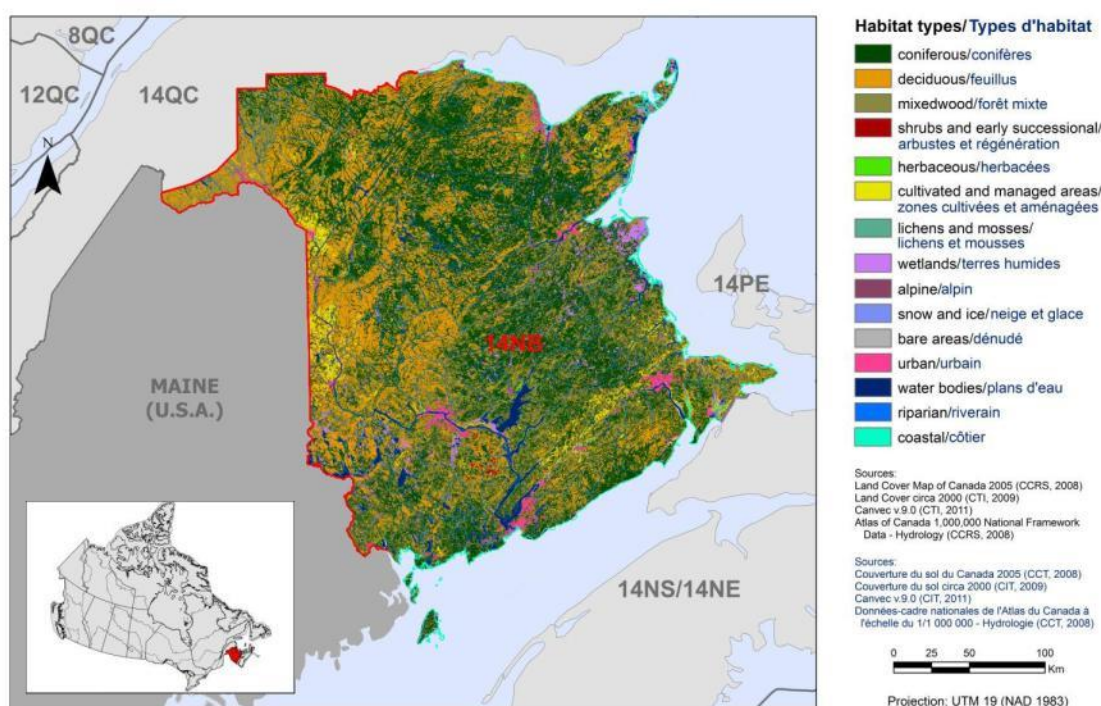 8QC
12QC
14QC
N
14NB
14PE
MAINE
(U.S.A.)
14NS/14NE
Habitat types/Types d'habitat
coniferous/conifères
deciduous/feuillus
mixedwood/forêt mixte
shrubs and early successional/
arbustes et régénération
herbaceous/herbacées
cultivated and managed areas/
zones cultivées et aménagées
lichens and mosses/
lichens et mousses
wetlands/terres humides
alpine/alpin
snow and ice/neige et glace
bare areas/dénudé
urban/urbain
water bodies/plans d'eau
riparian/riverain
coastal/côtier
Sources:
Land Cover Map of Canada 2005 (CCRS, 2008)
Land Cover circa 2000 (CTI, 2009)
Canvec v.9.0 (CTI, 2011)
Atlas of Canada 1,000,000 National Framework
Data - Hydrology (CCRS, 2008)
Sources:
Couverture du sol du Canada 2005 (CCT, 2008)
Couverture du sol circa 2000 (CIT, 2009)
Canvec v.9.0 (CIT, 2011)
Données-cadre nationales de l'Atlas du Canada à
l'échelle du 1/1 000 000 - Hydrologie (CCT, 2008)
0 25 50 100
Km
Projection: UTM 19 (NAD 1983)